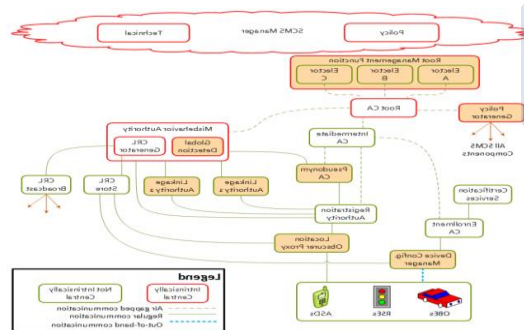 Policy
SCMS Manager
Technical
Root Management Function
Elector
A
Elector
B
Elector
C
Policy
Generator
Root CA
All SCMS
Components
Intermediate
CA
Misbehavior Authority
Global
Detection
CRL
Generator
Pseudonym
CA
CRL
Store
CRL
Broadcast
Linkage
Authority 2
Linkage
Authority 1
Certification
Services
Registration
Authority
Enrollment
CA
Location
Obscurer Proxy
Device Config.
Manager
Legend
Intrinsically
Central
Not Intrinsically
Central
Air gapped communication
Regular communication
Out-of-band communication
OBEs
RSEs
ASDs